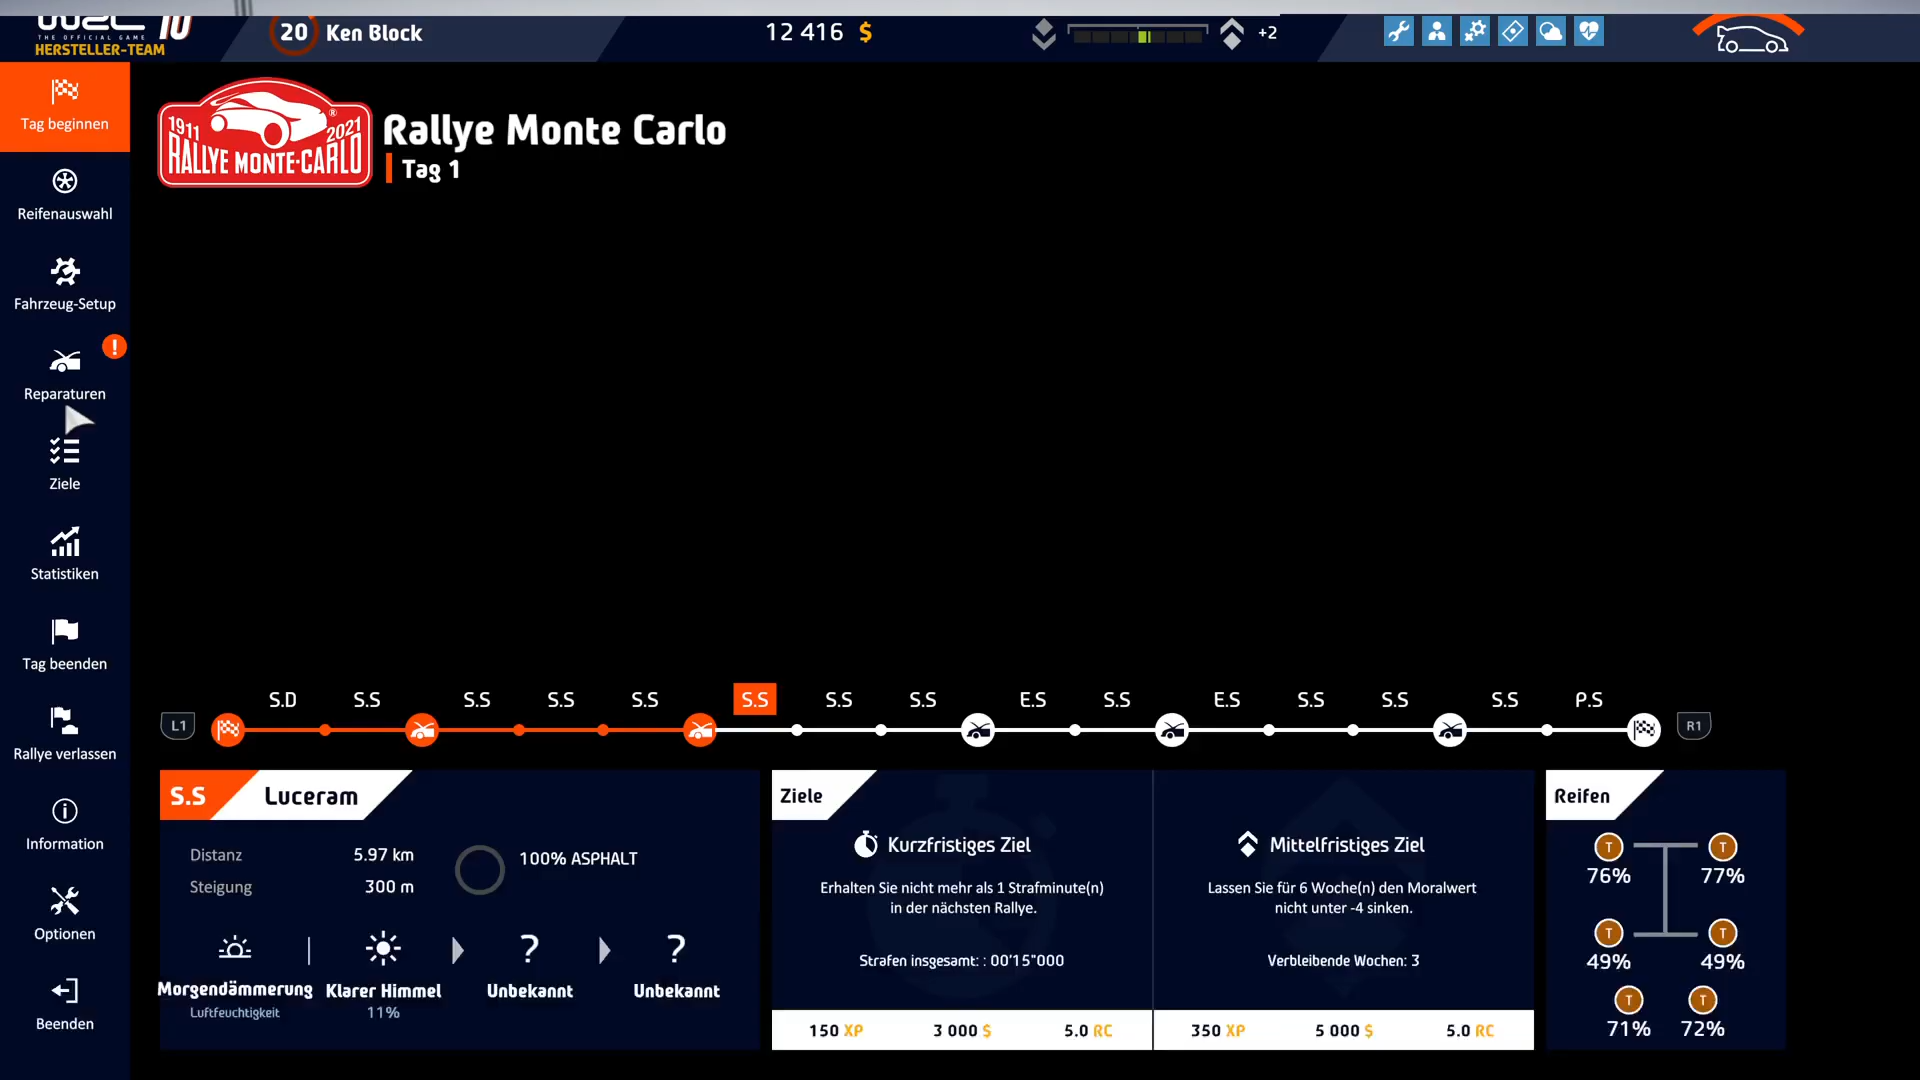 WRC 10
THE OFFICIAL GAME
HERSTELLER-TEAM
20 Ken Block
12 416 $
+2
Tag beginnen
Reifenauswahl
Fahrzeug-Setup
!
Reparaturen
Ziele
Statistiken
Tag beenden
Rallye verlassen
Information
Optionen
Beenden
1911 2021 ®
RALLYE MONTE-CARLO
Rallye Monte Carlo
Tag 1
S.D S.S S.S S.S S.S S.S S.S S.S E.S S.S E.S S.S S.S S.S P.S
L1
R1
S.S Luceram
Distanz 5.97 km
Steigung 300 m
100% ASPHALT
? ?
Morgendämmerung Klarer Himmel Unbekannt Unbekannt
Luftfeuchtigkeit 11%
Ziele
Kurzfristiges Ziel
Erhalten Sie nicht mehr als 1 Strafminute(n)
in der nächsten Rallye.
Strafen insgesamt: : 00'15"000
150 XP 3 000 $ 5.0 RC
Mittelfristiges Ziel
Lassen Sie für 6 Woche(n) den Moralwert
nicht unter -4 sinken.
Verbleibende Wochen: 3
350 XP 5 000 $ 5.0 RC
Reifen
T T
76% 77%
T T
49% 49%
T T
71% 72%